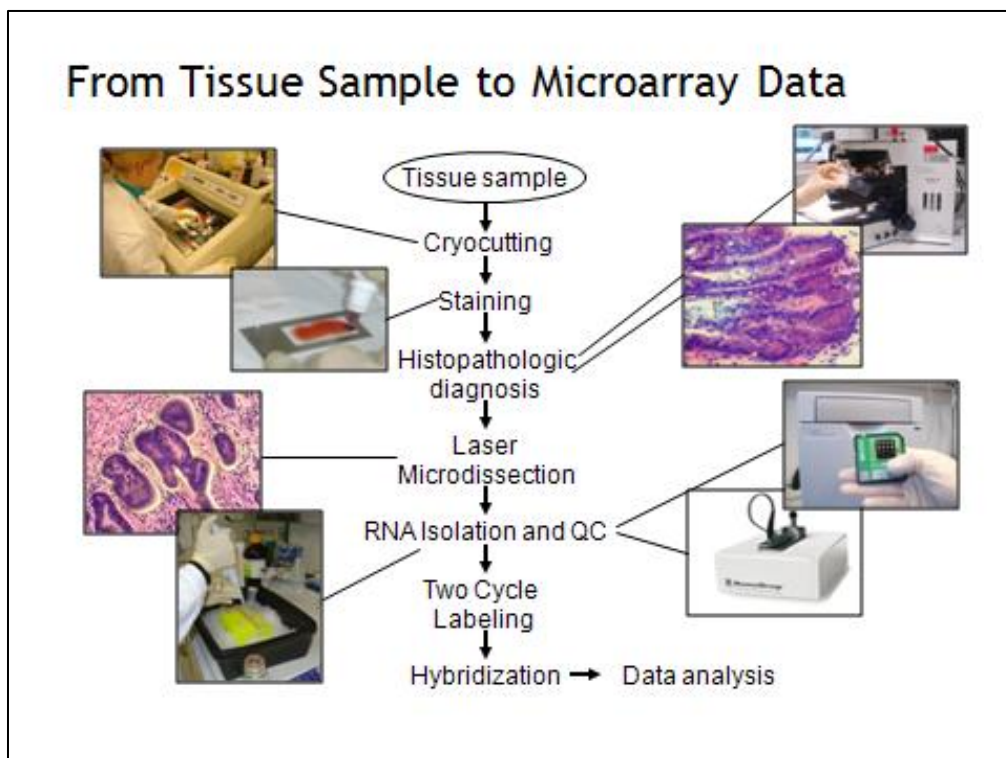 From Tissue Sample to Microarray Data
Tissue sample
Cryocutting
Staining
Histopathologic
diagnosis
Laser
Microdissection
RNA Isolation and QC
Two Cycle
Labeling
Hybridization
Data analysis